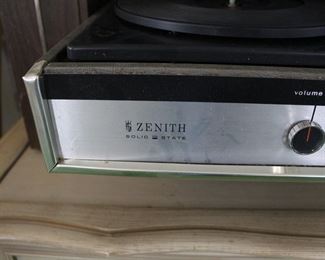 volume
ZENITH
SOLID STATE